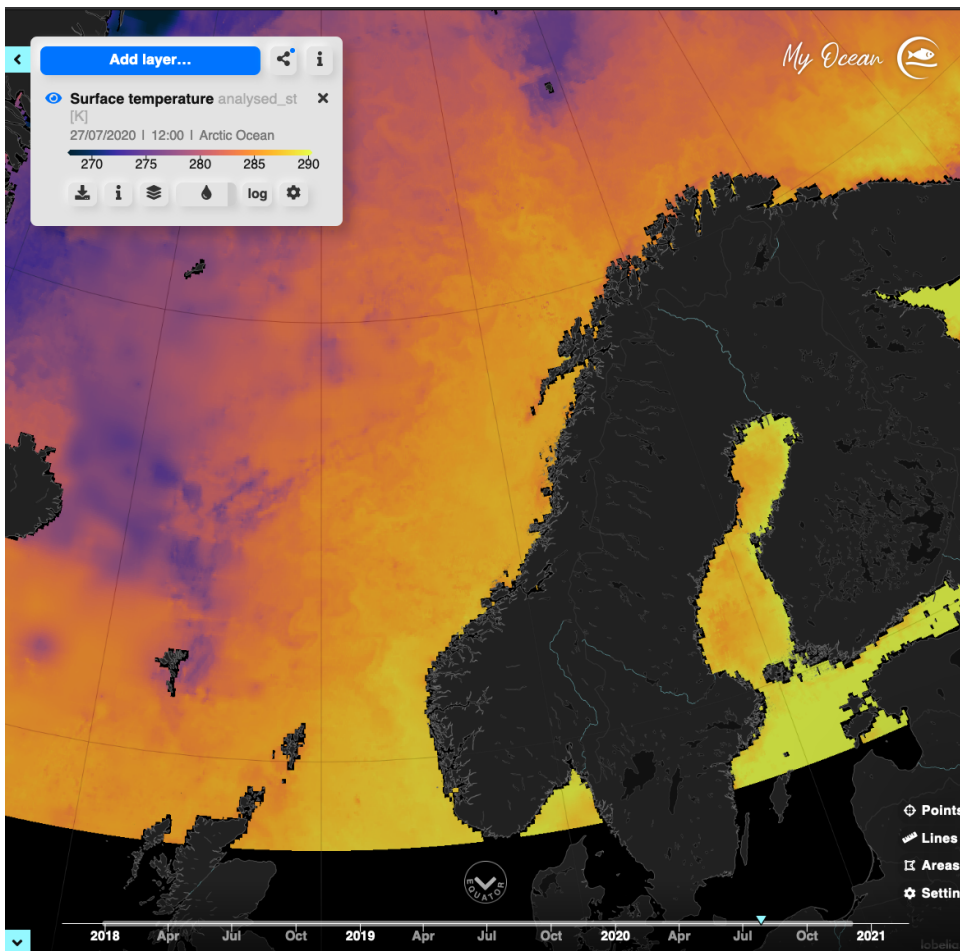 Add layer...
My Ocean
Surface temperature analysed_st
[K]
27/07/2020 | 12:00 | Arctic Ocean
270 275 280 285 290
log
Points
Lines
Areas
Settin
EQUATOR
2018 Apr Jul Oct 2019 Apr Jul Oct 2020 Apr Jul Oct 2021
lobelia